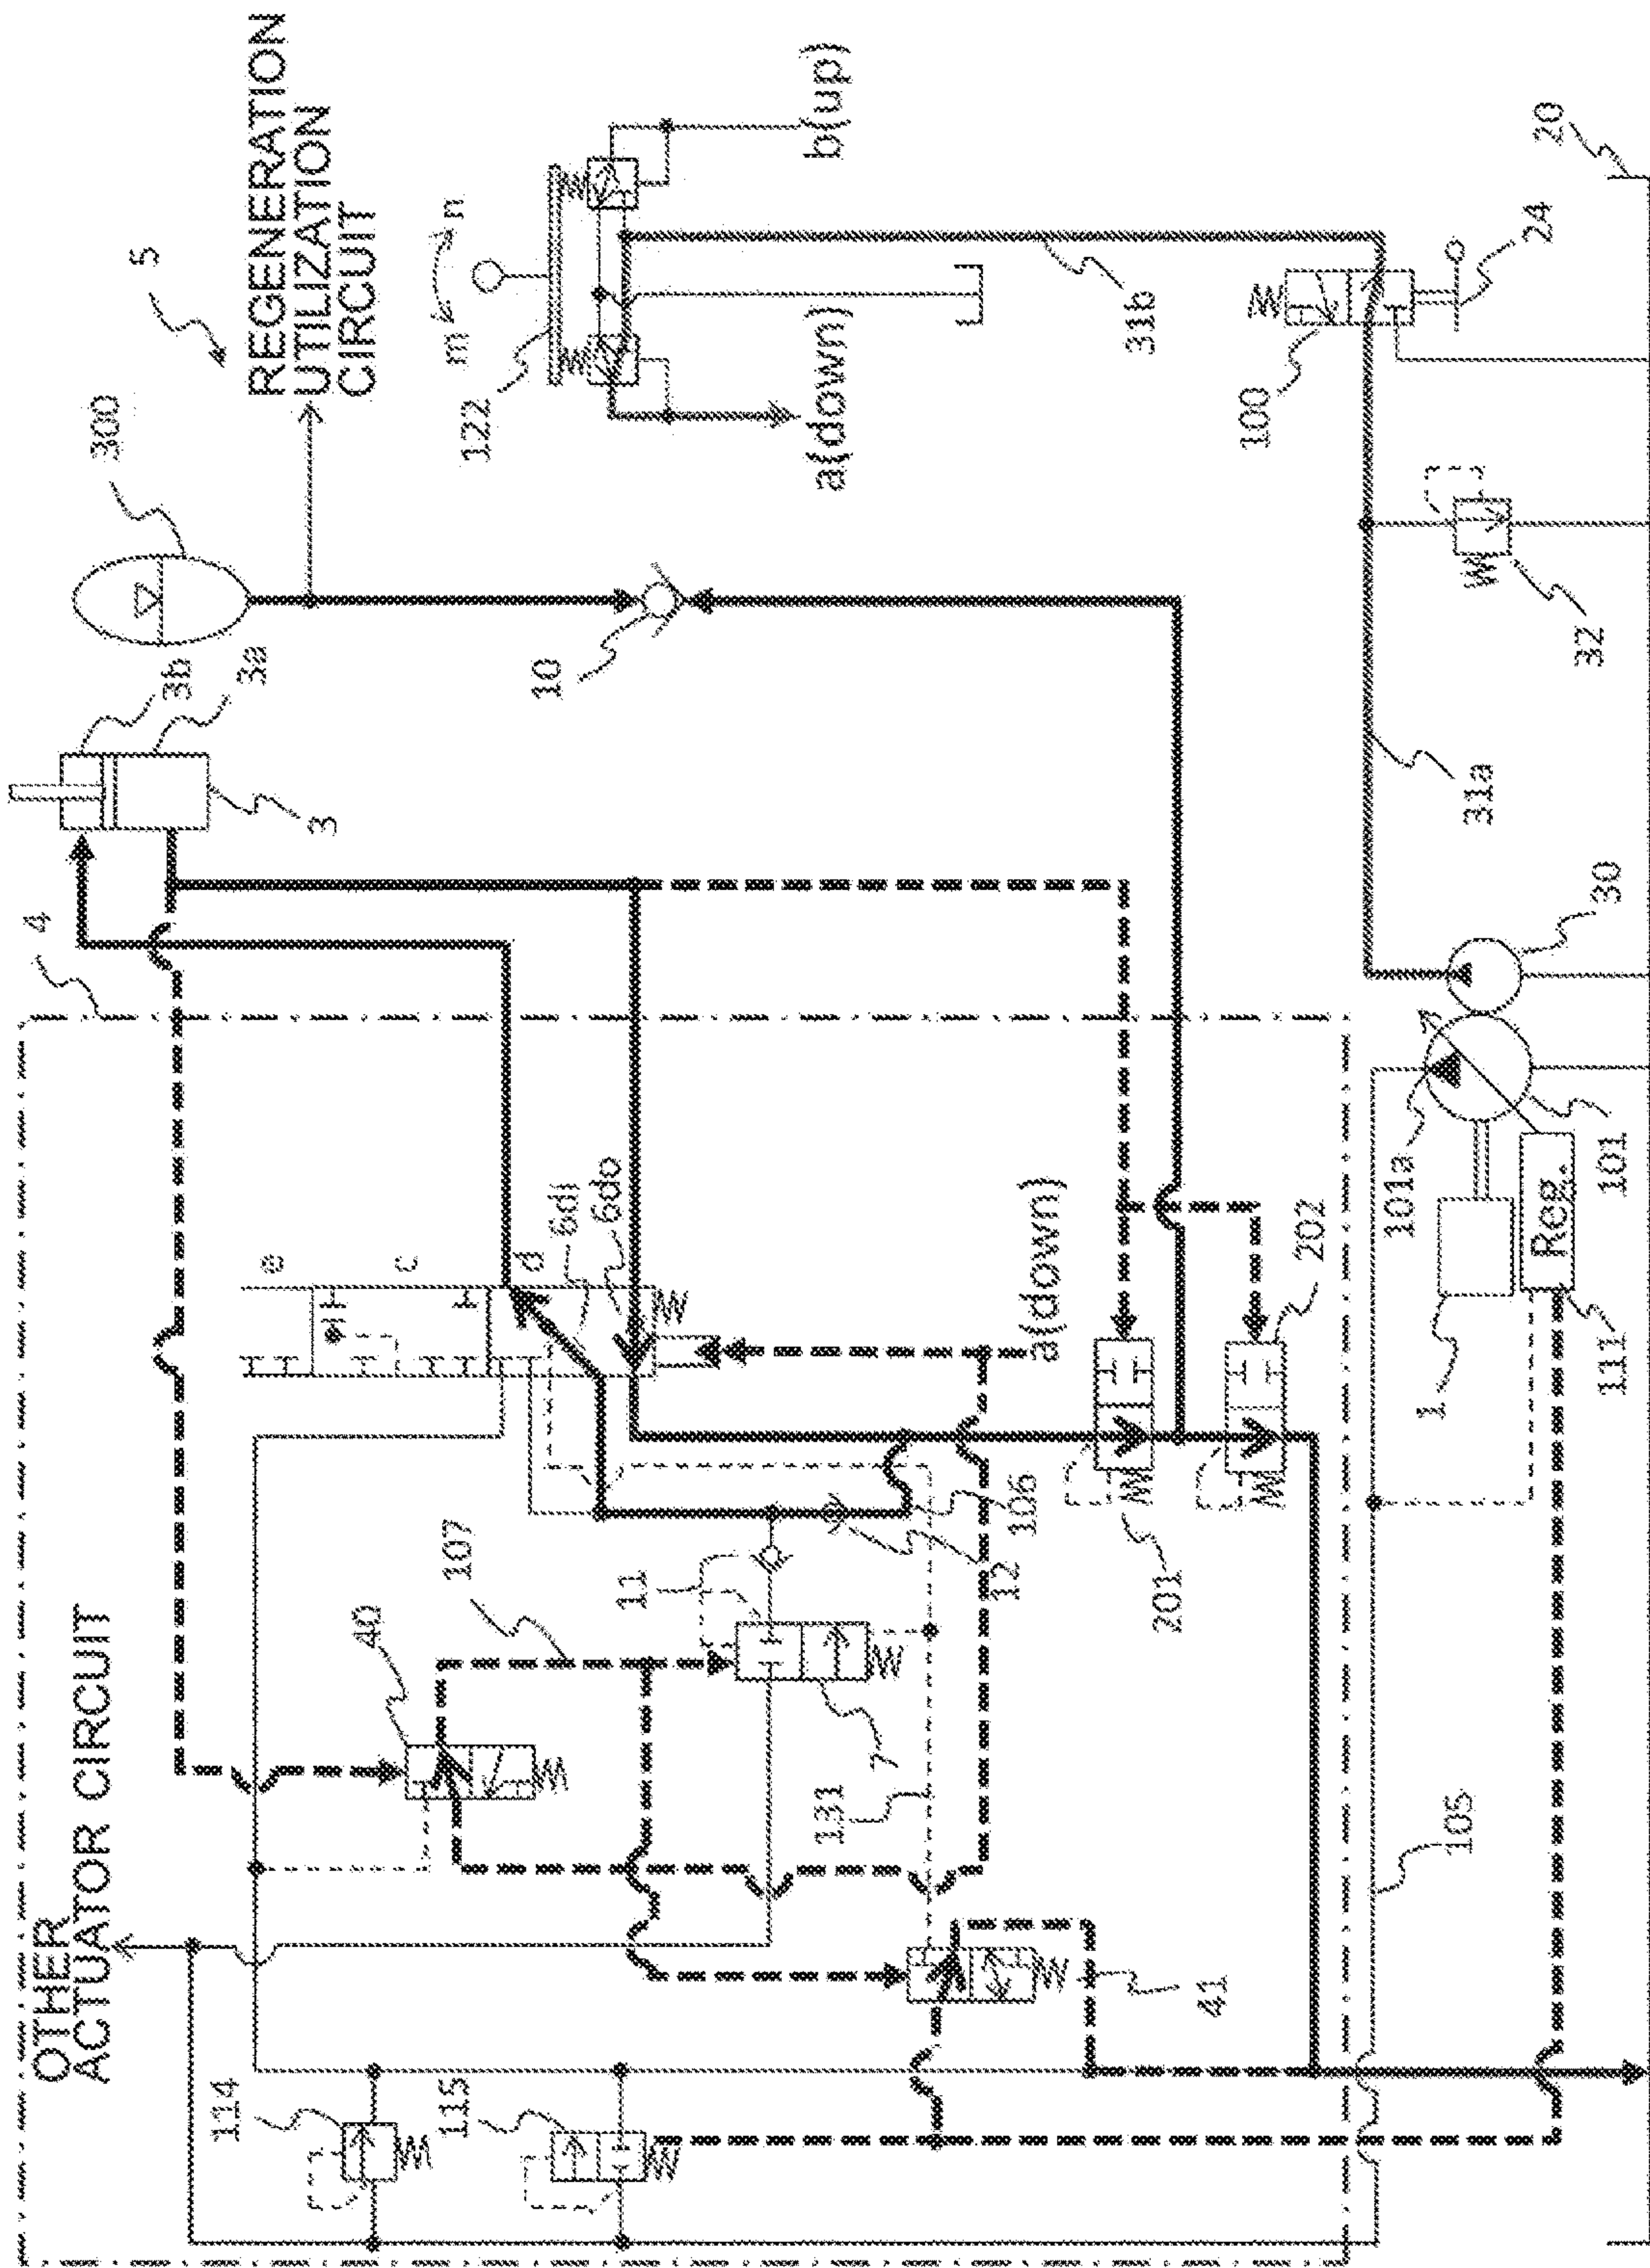 OTHER
ACTUATOR CIRCUIT
4
300
5
REGENERATION
UTILIZATION
CIRCUIT
3b
3a
114
e
3
40
c
m
n
115
107
122
d
10
6di
6do
11
a(down)
b(up)
131
7
12
106
a(down)
31b
201
41
100
202
101a
1
105
31a
24
20
Reg.
32
111
101
30